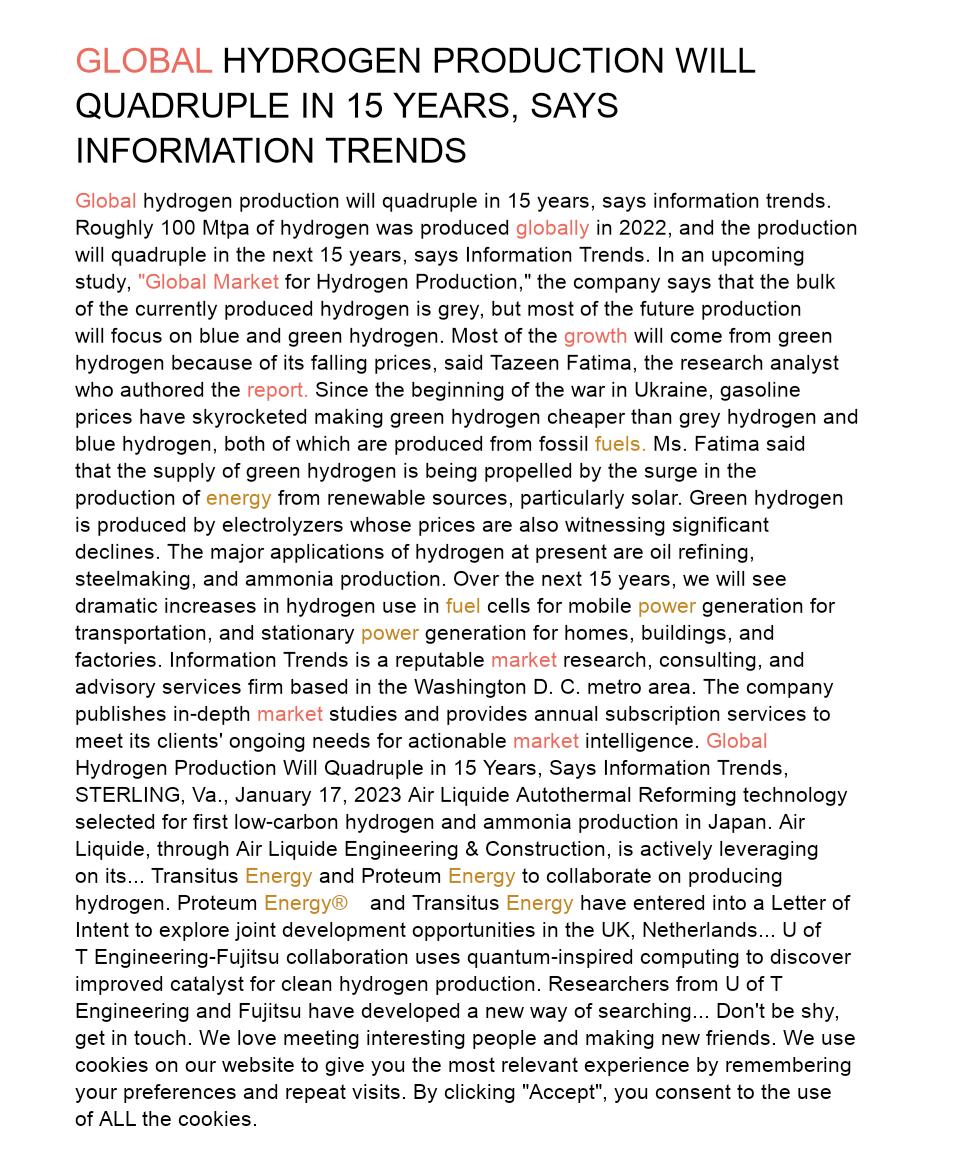 GLOBAL HYDROGEN PRODUCTION WILL
QUADRUPLE IN 15 YEARS, SAYS
INFORMATION TRENDS
Global hydrogen production will quadruple in 15 years, says information trends.
Roughly 100 Mtpa of hydrogen was produced globally in 2022, and the production
will quadruple in the next 15 years, says Information Trends. In an upcoming
study, "Global Market for Hydrogen Production," the company says that the bulk
of the currently produced hydrogen is grey, but most of the future production
will focus on blue and green hydrogen. Most of the growth will come from green
hydrogen because of its falling prices, said Tazeen Fatima, the research analyst
who authored the report. Since the beginning of the war in Ukraine, gasoline
prices have skyrocketed making green hydrogen cheaper than grey hydrogen and
blue hydrogen, both of which are produced from fossil fuels. Ms. Fatima said
that the supply of green hydrogen is being propelled by the surge in the
production of energy from renewable sources, particularly solar. Green hydrogen
is produced by electrolyzers whose prices are also witnessing significant
declines. The major applications of hydrogen at present are oil refining,
steelmaking, and ammonia production. Over the next 15 years, we will see
dramatic increases in hydrogen use in fuel cells for mobile power generation for
transportation, and stationary power generation for homes, buildings, and
factories. Information Trends is a reputable market research, consulting, and
advisory services firm based in the Washington D. C. metro area. The company
publishes in-depth market studies and provides annual subscription services to
meet its clients' ongoing needs for actionable market intelligence. Global
Hydrogen Production Will Quadruple in 15 Years, Says Information Trends,
STERLING, Va., January 17, 2023 Air Liquide Autothermal Reforming technology
selected for first low-carbon hydrogen and ammonia production in Japan. Air
Liquide, through Air Liquide Engineering & Construction, is actively leveraging
on its... Transitus Energy and Proteum Energy to collaborate on producing
hydrogen. Proteum Energy® and Transitus Energy have entered into a Letter of
Intent to explore joint development opportunities in the UK, Netherlands... U of
T Engineering-Fujitsu collaboration uses quantum-inspired computing to discover
improved catalyst for clean hydrogen production. Researchers from U of T
Engineering and Fujitsu have developed a new way of searching... Don't be shy,
get in touch. We love meeting interesting people and making new friends. We use
cookies on our website to give you the most relevant experience by remembering
your preferences and repeat visits. By clicking "Accept", you consent to the use
of ALL the cookies.